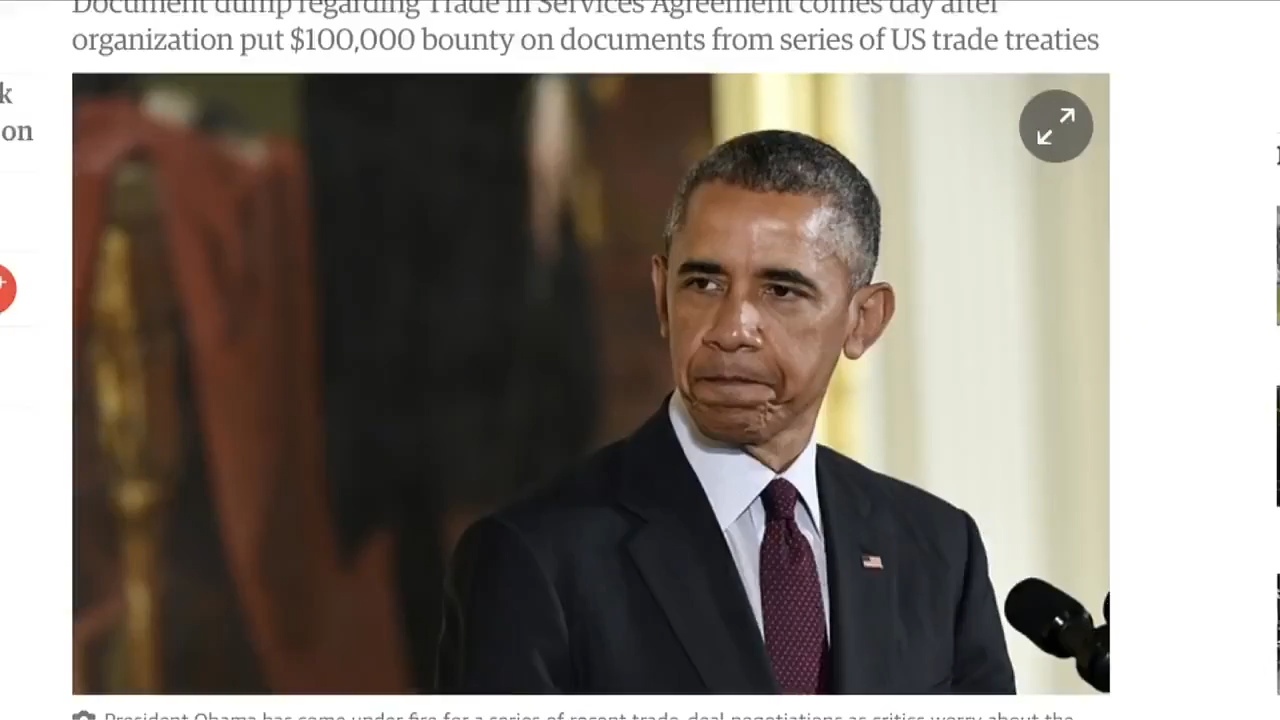 Document dump regarding Trade in Services Agreement comes day after
organization put $100,000 bounty on documents from series of US trade treaties
k
on
President Obama has come under fire for a series of recent trade-deal negotiations as critics worry about the